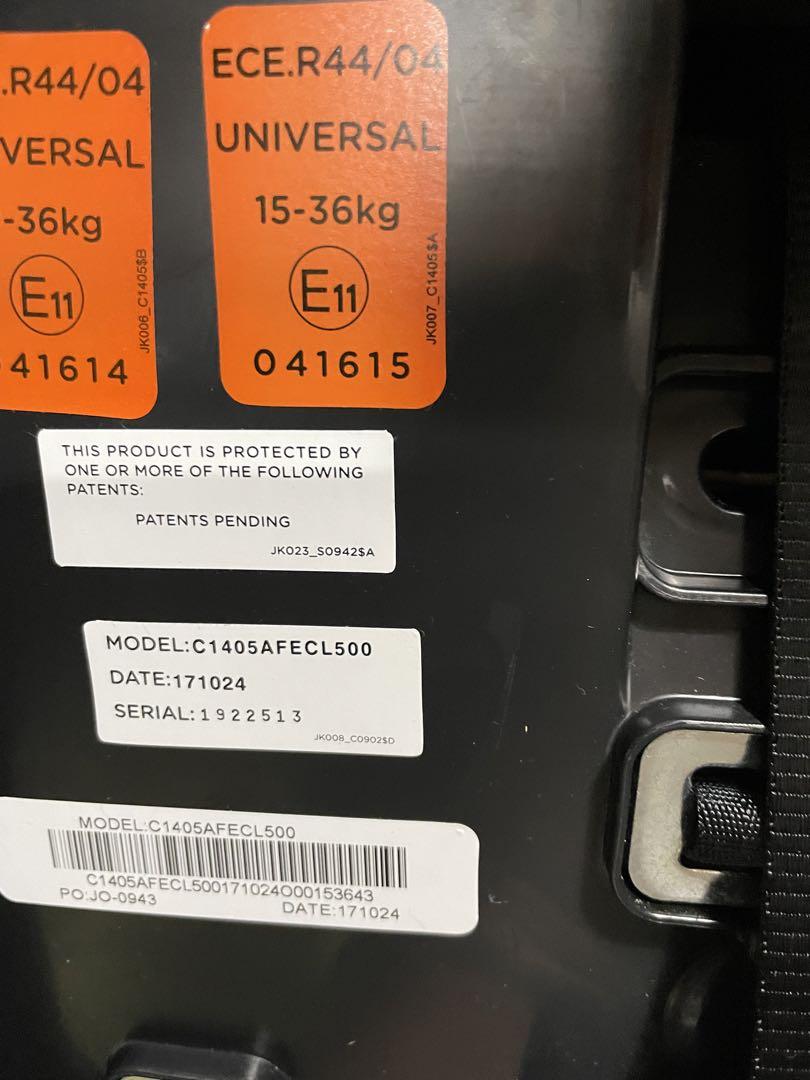 .R44/04
VERSAL
-36kg
E11
041614
JK006_C1405$B
ECE.R44/04
UNIVERSAL
15-36kg
E11
041615
JK007_C1405$A
THIS PRODUCT IS PROTECTED BY
ONE OR MORE OF THE FOLLOWING
PATENTS:
PATENTS PENDING
JK023_S0942$A
MODEL:C1405AFECL500
DATE:171024
SERIAL:1922513
JK008_C0902$D
MODEL:C1405AFECL500
C1405AFECL500171024O00153643
PO:JO-0943
DATE:171024